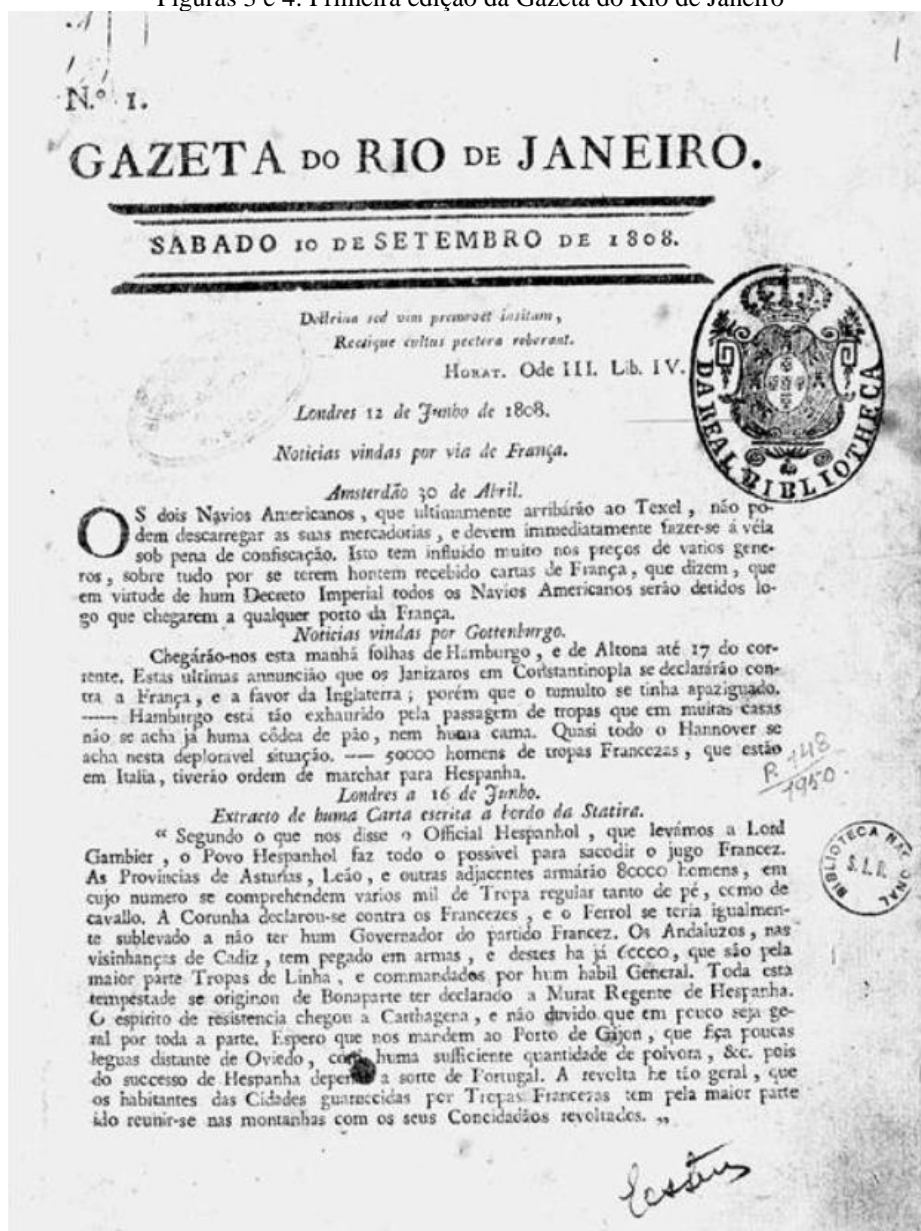 Figuras 3 e 4: Primeira edição da Gazeta do Rio de Janeiro
N.º 1.
GAZETA DO RIO DE JANEIRO.
SABADO 10 DE SETEMBRO DE 1808.
Doctrina sed vim promovet insitam,
Rectique cultus pectora roborant.
HORAT. Ode III. Lib. IV.
DA REAL BIBLIOTHECA
Londres 12 de Junho de 1808.
Noticias vindas por via de França.
Amsterdão 30 de Abril.
OS dois Navios Americanos, que ultimamente arribárão ao Texel, não po-
dem descarregar as suas mercadorias, e devem immediatamente fazer-se á véla
sob pena de confiscação. Isto tem influido muito nos preços de varios gene-
ros, sobre tudo por se terem hontem recebido cartas de França, que dizem, que
em virtude de hum Decreto Imperial todos os Navios Americanos serão detidos lo-
go que chegarem a qualquer porto da França.
Noticias vindas por Gottenburgo.
Chegárão-nos esta manhã folhas de Hamburgo, e de Altona até 17 do cor-
rente. Estas ultimas annuncião que os Janizaros em Constantinopla se declarárão con-
tra a França, e a favor da Inglaterra; porém que o tumulto se tinha apaziguado.
—— Hamburgo está tão exhaurido pela passagem de tropas que em muitas casas
não se acha já huma côdea de pão, nem huma cama. Quasi todo o Hannover se
acha nesta deploravel situação. —— 50000 homens de tropas Francezas, que estão
em Italia, tiverão ordem de marchar para Hespanha.
P. 148
1950.
Londres a 16 de Junho.
Extracto de huma Carta escrita a bordo da Statira.
“ Segundo o que nos disse o Official Hespanhol, que levámos a Lord
Gambier, o Povo Hespanhol faz todo o possivel para sacodir o jugo Francez.
As Provincias de Asturias, Leão, e outras adjacentes armárão 80000 homens, em
cujo numero se comprehendem varios mil de Tropa regular tanto de pé, como de
cavallo. A Corunha declarou-se contra os Francezes, e o Ferrol se teria igualmen-
te sublevado a não ter hum Governador do partido Francez. Os Andaluzos, nas
visinhanças de Cadiz, tem pegado em armas, e destes ha já 60000, que são pela
maior parte Tropas de Linha, e commandados por hum habil General. Toda esta
tempestade se originou de Bonaparte ter declarado a Murat Regente de Hespanha.
O espirito de resistencia chegou a Carthagena, e não duvido que em pouco seja ge-
ral por toda a parte. Espero que nos mandem ao Porto de Gijon, que fica poucas
leguas distante de Oviedo, com huma sufficiente quantidade de polvora, &c. pois
do successo de Hespanha depende a sorte de Portugal. A revolta he tão geral, que
os habitantes das Cidades guarnecidas por Tropas Francezas tem pela maior parte
ido reunir-se nas montanhas com os seus Concidadãos revoltados. „
BIBLIOTECA NACIONAL